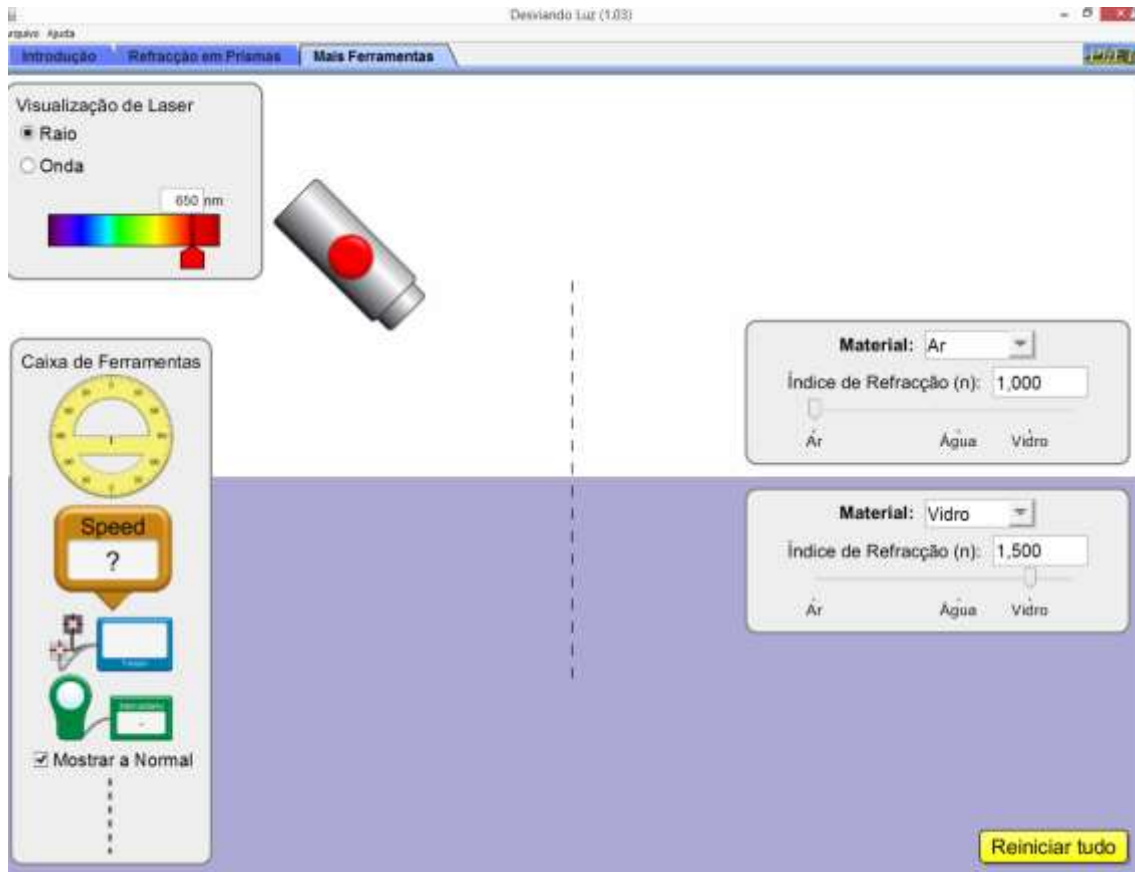 Desviando Luz (1.03)
Arquivo Ajuda
Introdução Refracção em Prismas Mais Ferramentas
Visualização de Laser
Raio
Onda
650 nm
Caixa de Ferramentas
Speed
?
Mostrar a Normal
Material: Ar
Índice de Refracção (n): 1,000
Ar Água Vidro
Material: Vidro
Índice de Refracção (n): 1,500
Ar Água Vidro
Reiniciar tudo